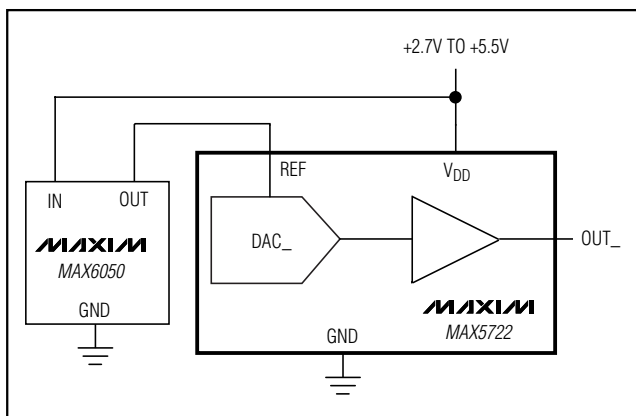 +2.7V TO +5.5V
REF
VDD
IN
OUT
DAC_
OUT_
MAXIM
MAX6050
MAXIM
MAX5722
GND
GND